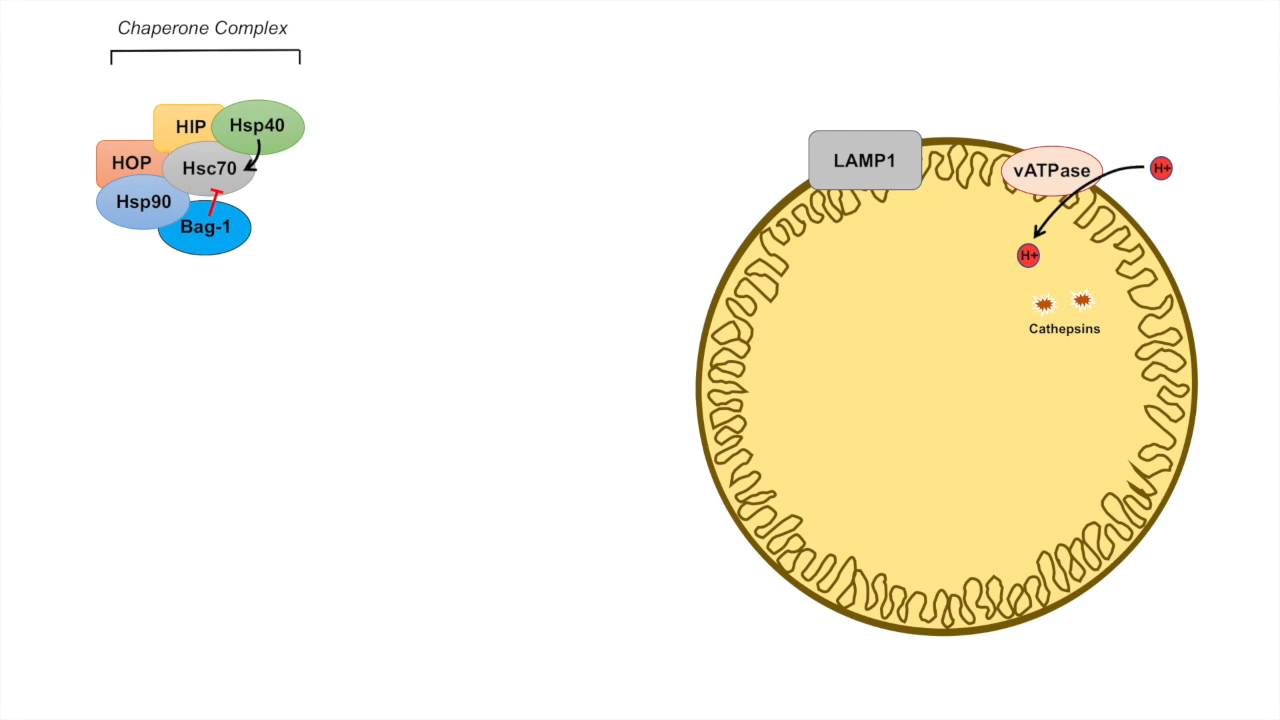 Chaperone Complex
HIP
Hsp40
HOP
Hsc70
Hsp90
Bag-1
LAMP1
vATPase
H+
H+
Cathepsins